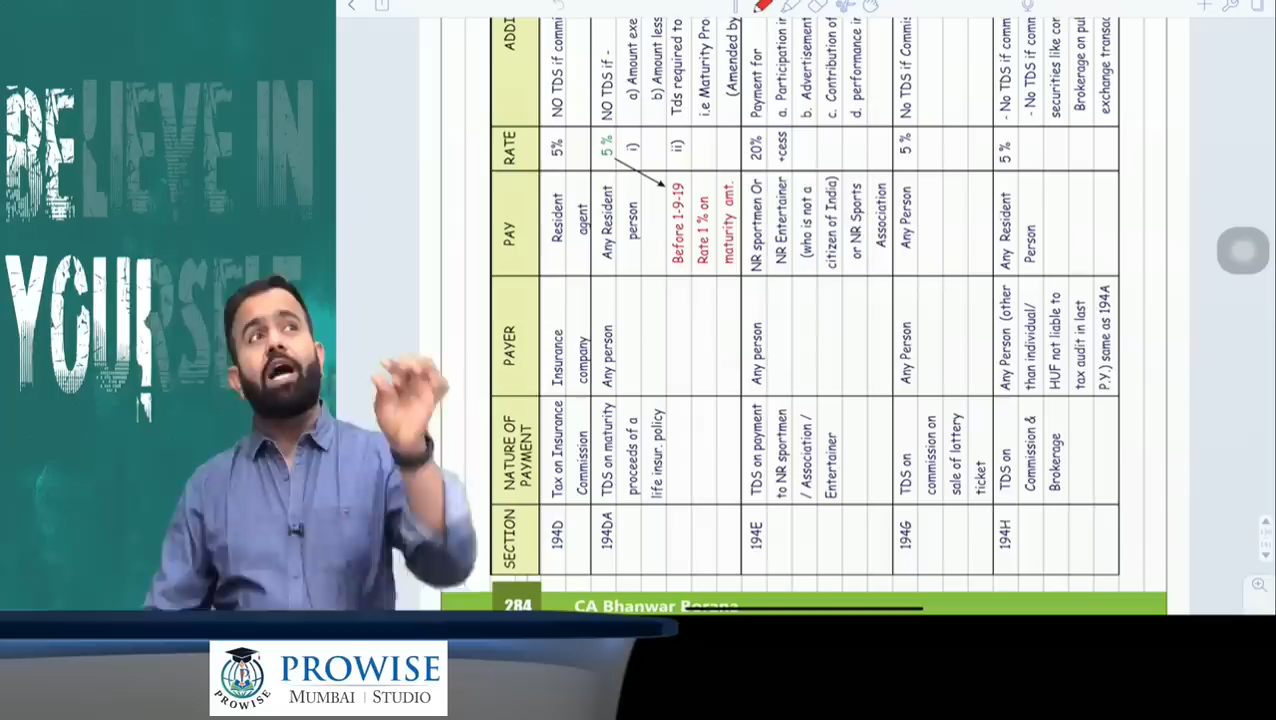 BELIEVE IN
YOURSELF
SECTION
NATURE OF
PAYMENT
PAYER
PAY
RATE
194D
Tax on Insurance
Commission
Insurance
company
Resident
agent
5%
NO TDS if commi
194DA
TDS on maturity
proceeds of a
life insur. policy
Any person
Any Resident
person
5 %
Before 1-9-19
Rate 1 % on
maturity amt.
NO TDS if -
i) a) Amount exe
b) Amount less
ii) Tds required to
i.e Maturity Pro
(Amended by
194E
TDS on payment
to NR sportmen
/ Association /
Entertainer
Any person
NR sportmen Or
NR Entertainer
(who is not a
citizen of India)
or NR Sports
Association
20%
+cess
Payment for
a. Participation in
b. Advertisement
c. Contribution of
d. performance in
194G
TDS on
commission on
sale of lottery
ticket
Any Person
Any Person
5 %
No TDS if Commis
194H
TDS on
Commission &
Brokerage
Any Person (other
than individual/
HUF not liable to
tax audit in last
P.Y.) same as 194A
Any Resident
Person
5 %
- No TDS if comm
- No TDS if comm
securities like cor
Brokerage on pul
exchange transac
284 CA Bhanwar Borana
PROWISE
PROWISE
MUMBAI | STUDIO